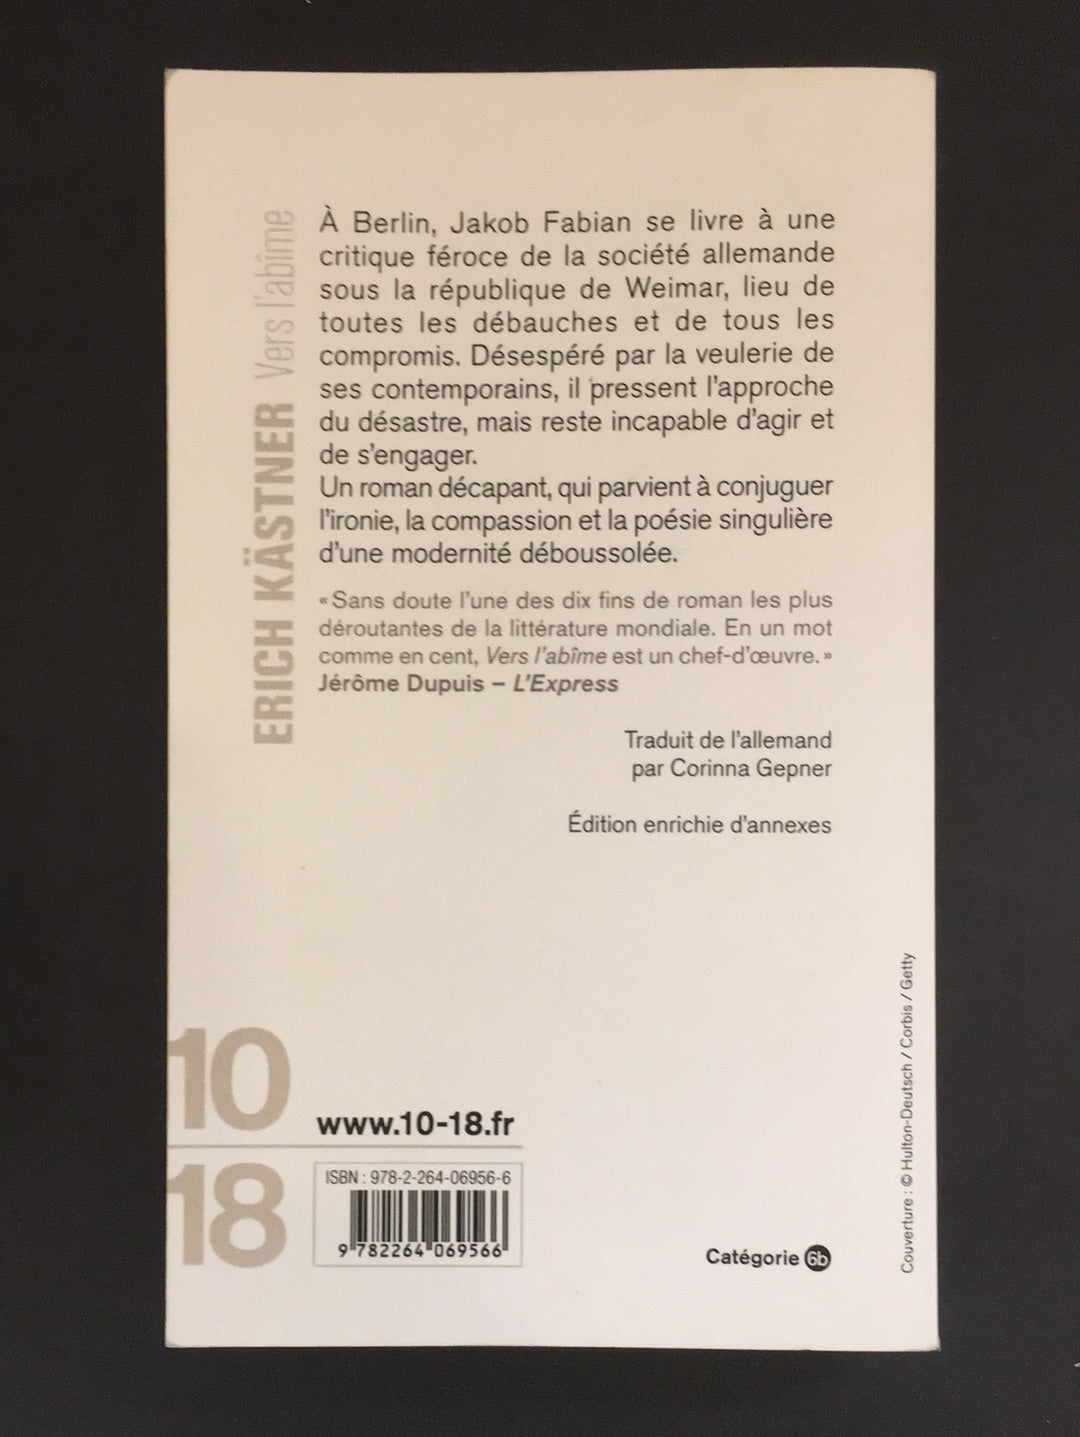 ERICH KÄSTNER Vers l'abîme
À Berlin, Jakob Fabian se livre à une
critique féroce de la société allemande
sous la république de Weimar, lieu de
toutes les débauches et de tous les
compromis. Désespéré par la veulerie de
ses contemporains, il pressent l'approche
du désastre, mais reste incapable d'agir et
de s'engager.
Un roman décapant, qui parvient à conjuguer
l'ironie, la compassion et la poésie singulière
d'une modernité déboussolée.
« Sans doute l'une des dix fins de roman les plus
déroutantes de la littérature mondiale. En un mot
comme en cent, Vers l'abîme est un chef-d'œuvre. »
Jérôme Dupuis – L'Express
Traduit de l'allemand
par Corinna Gepner
Édition enrichie d'annexes
10
18
www.10-18.fr
ISBN : 978-2-264-06956-6
9 782264 069566
Catégorie 6b
Couverture : © Hulton-Deutsch / Corbis / Getty